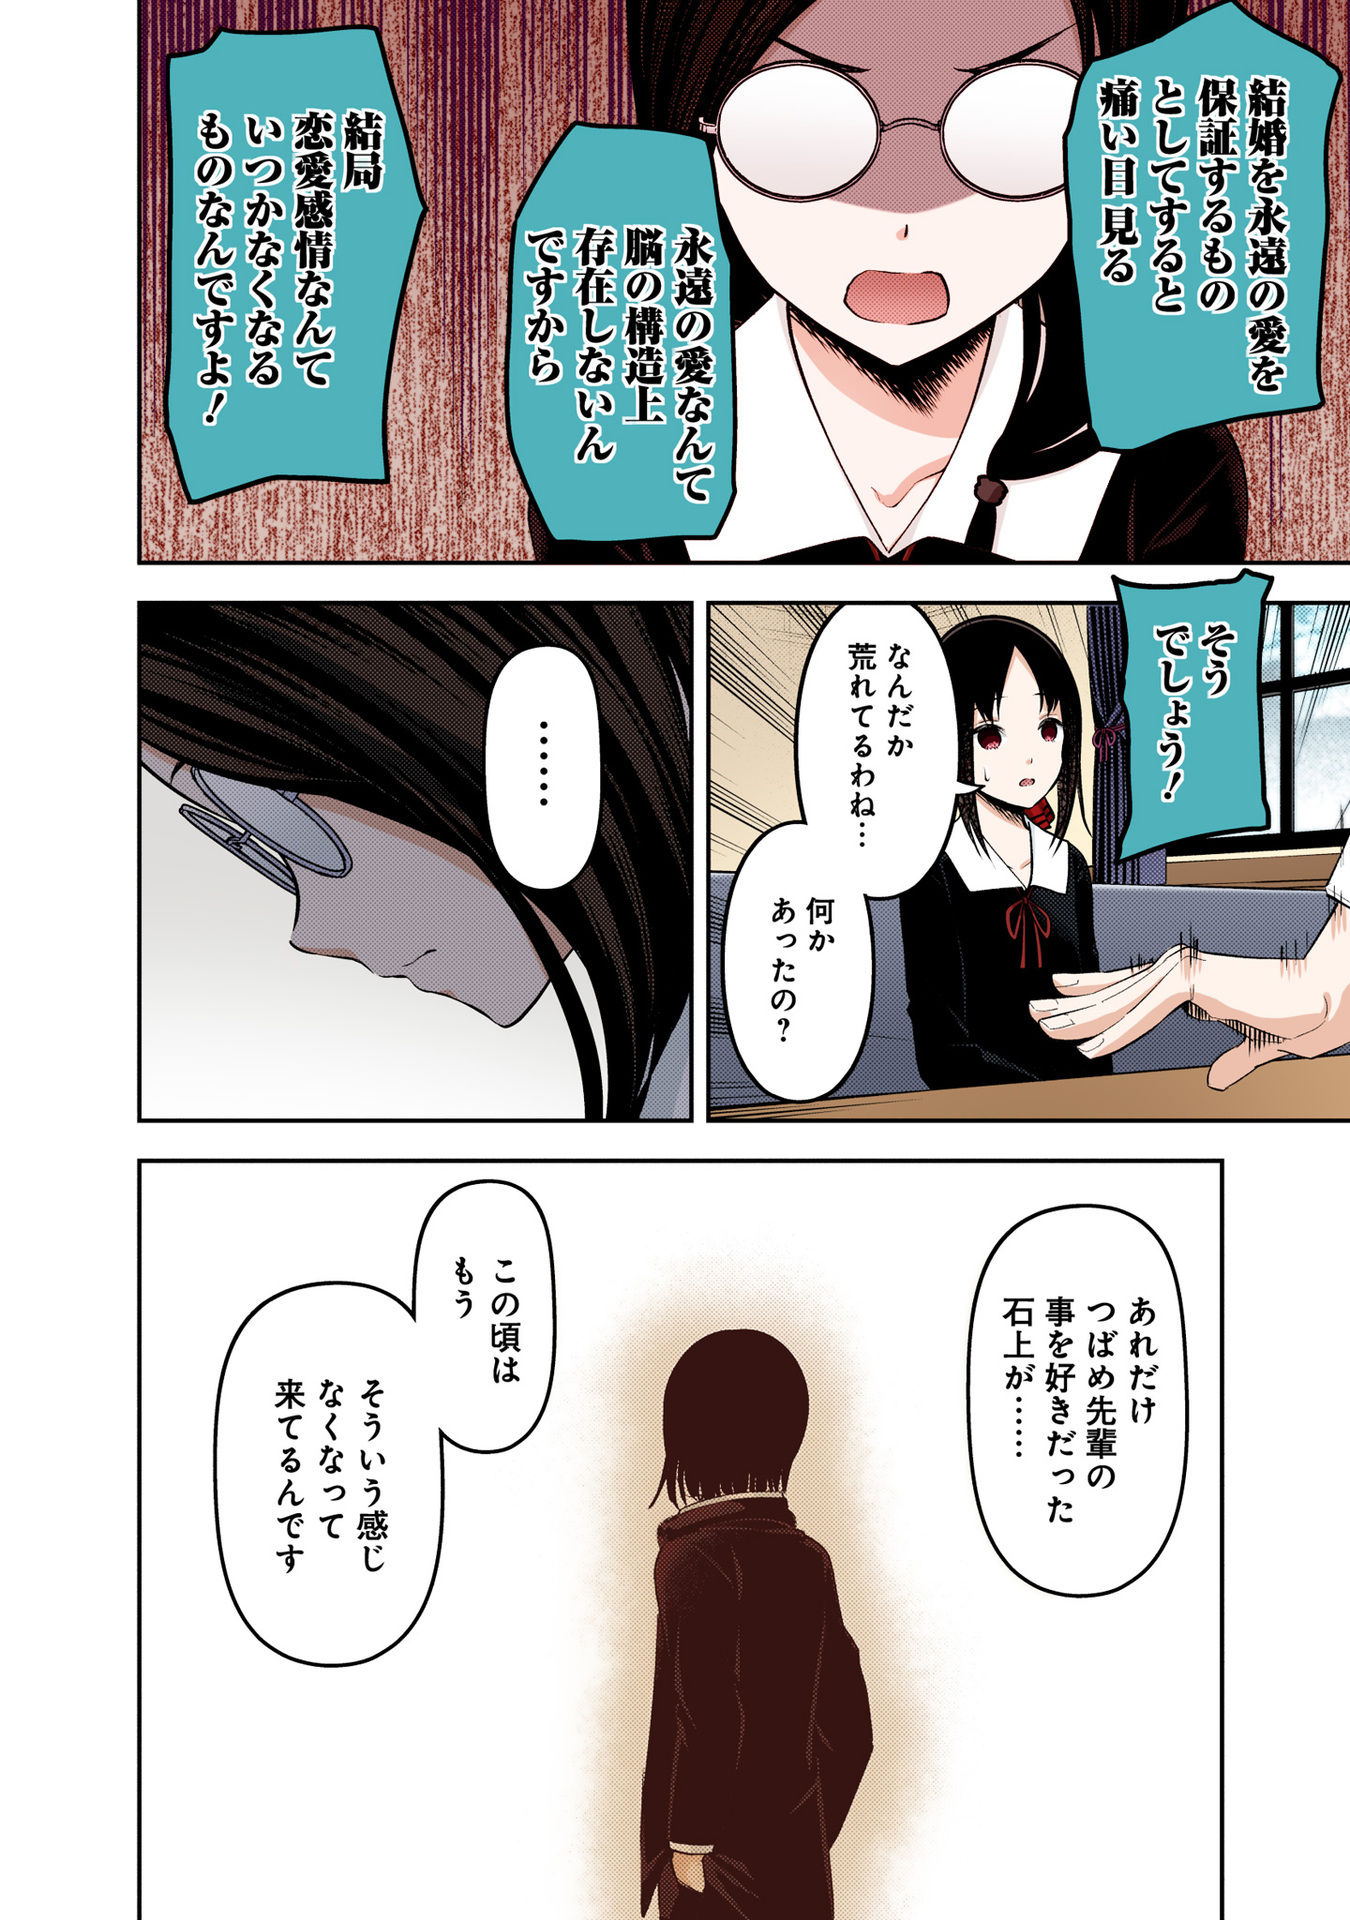 結婚を永遠の愛を
保証するもの
としてすると
痛い目見る
永遠の愛なんて
脳の構造上
存在しないん
ですから
結局
恋愛感情なんて
いつかなくなる
ものなんですよ！
そう
でしょう！
なんだか
荒れてるわね…
何か
あったの？
……
あれだけ
つばめ先輩の
事を好きだった
石上が……
この頃は
もう
そういう感じ
なくなって
来てるんです